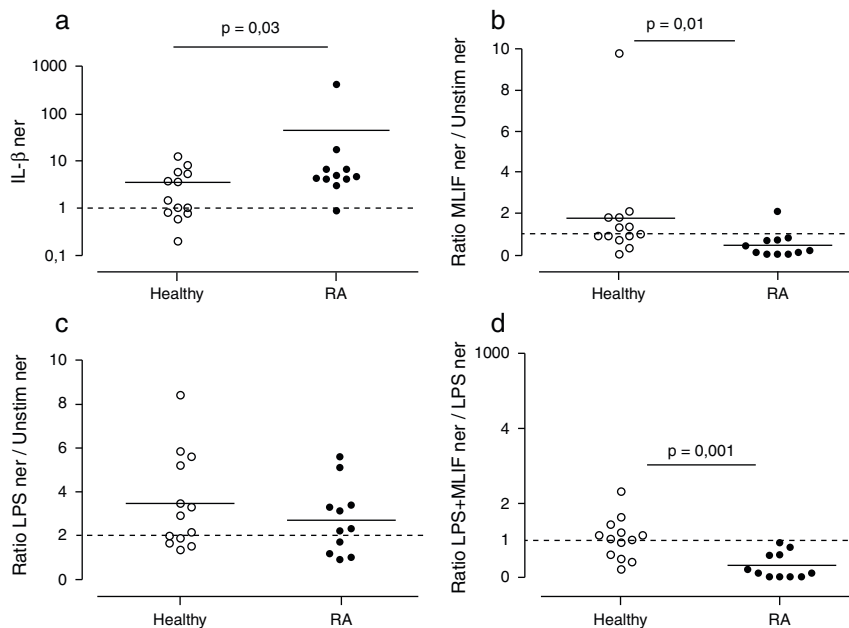 a
p = 0,03
IL-β ner
1000
100
10
1
0,1
Healthy
RA
b
p = 0,01
Ratio MLIF ner / Unstim ner
10
8
6
4
2
1
0
Healthy
RA
c
Ratio LPS ner / Unstim ner
10
8
6
4
2
0
Healthy
RA
d
p = 0,001
Ratio LPS+MLIF ner / LPS ner
1000
4
2
1
0
Healthy
RA